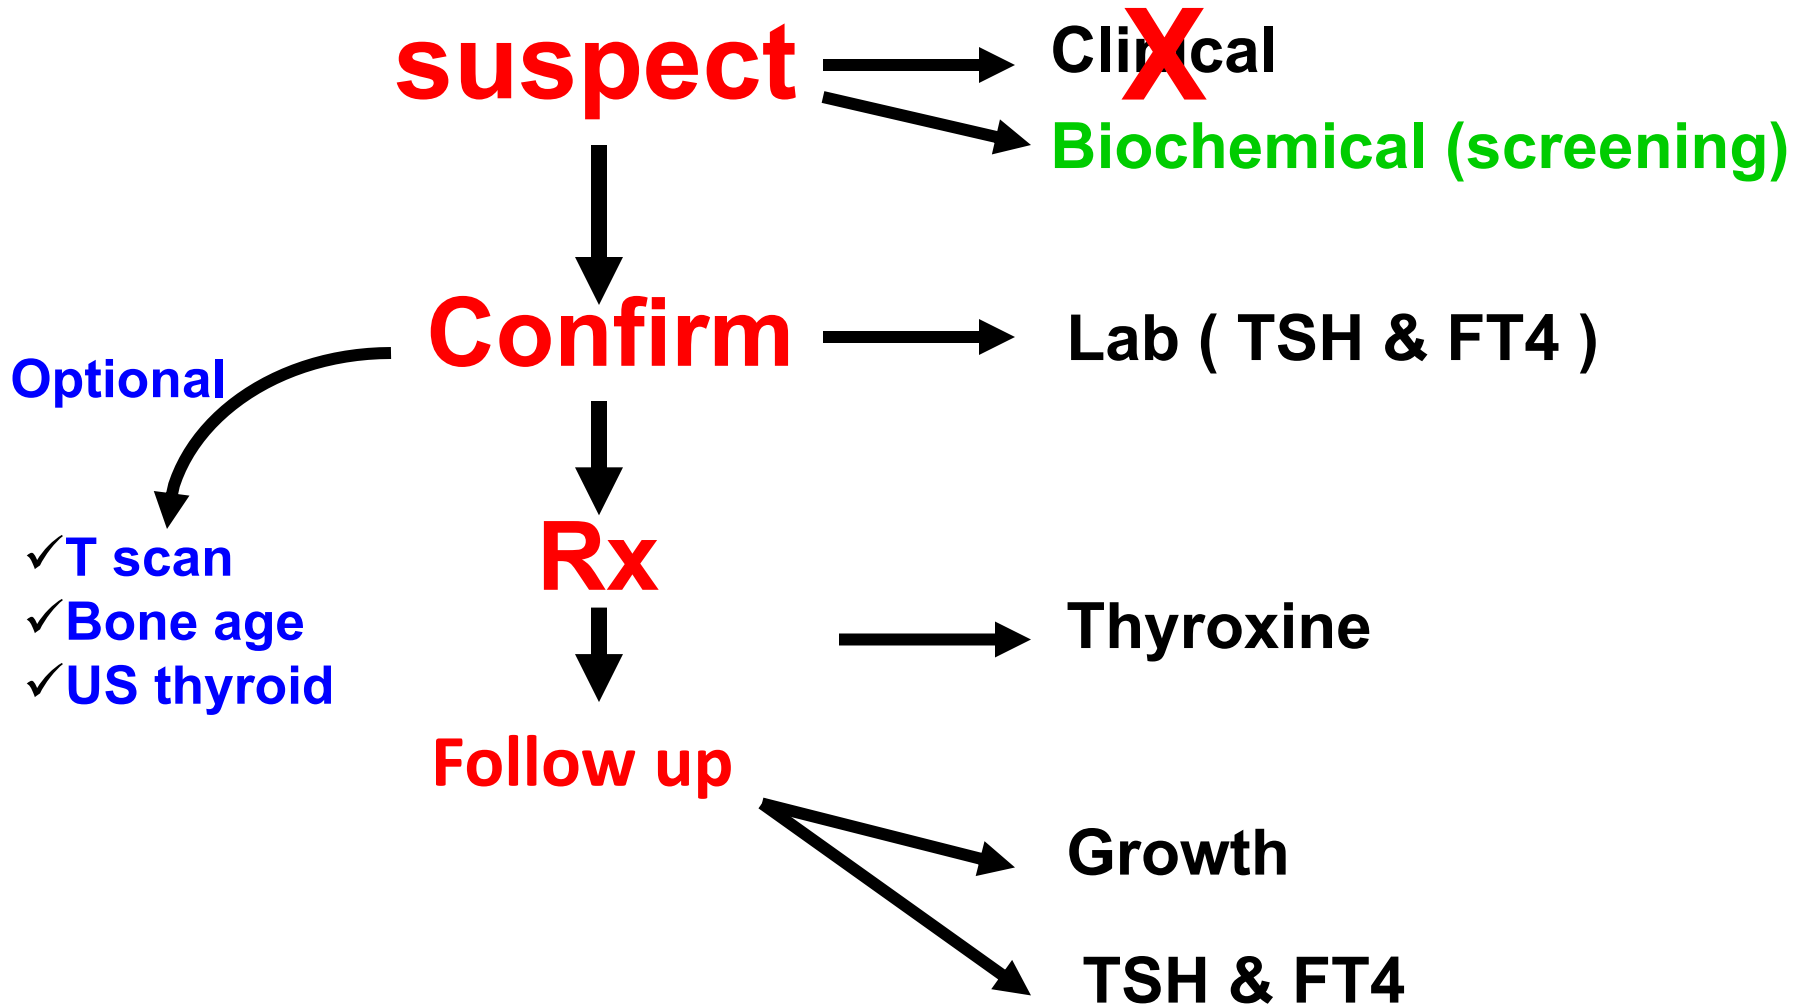 suspect
Clinical
X
Biochemical (screening)
Confirm
Lab ( TSH & FT4 )
Optional
Rx
✓T scan
✓Bone age
✓US thyroid
Thyroxine
Follow up
Growth
TSH & FT4